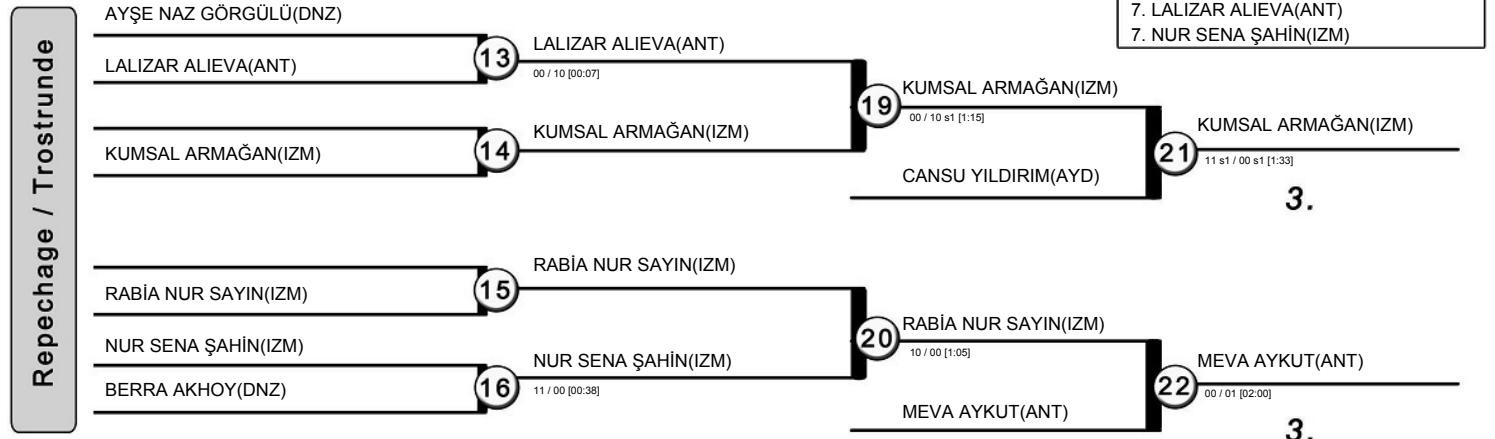 7. LALIZAR ALIEVA(ANT)
7. NUR SENA ŞAHİN(IZM)
Repechage / Trostrunde
AYŞE NAZ GÖRGÜLÜ(DNZ)
LALIZAR ALIEVA(ANT)
13
LALIZAR ALIEVA(ANT)
00 / 10 [00:07]
KUMSAL ARMAĞAN(IZM)
14
KUMSAL ARMAĞAN(IZM)
19
KUMSAL ARMAĞAN(IZM)
00 / 10 s1 [1:15]
CANSU YILDIRIM(AYD)
21
KUMSAL ARMAĞAN(IZM)
11 s1 / 00 s1 [1:33]
3.
RABİA NUR SAYIN(IZM)
15
RABİA NUR SAYIN(IZM)
NUR SENA ŞAHİN(IZM)
BERRA AKHOY(DNZ)
16
NUR SENA ŞAHİN(IZM)
11 / 00 [00:38]
20
RABİA NUR SAYIN(IZM)
10 / 00 [1:05]
MEVA AYKUT(ANT)
22
MEVA AYKUT(ANT)
00 / 01 [02:00]
3.